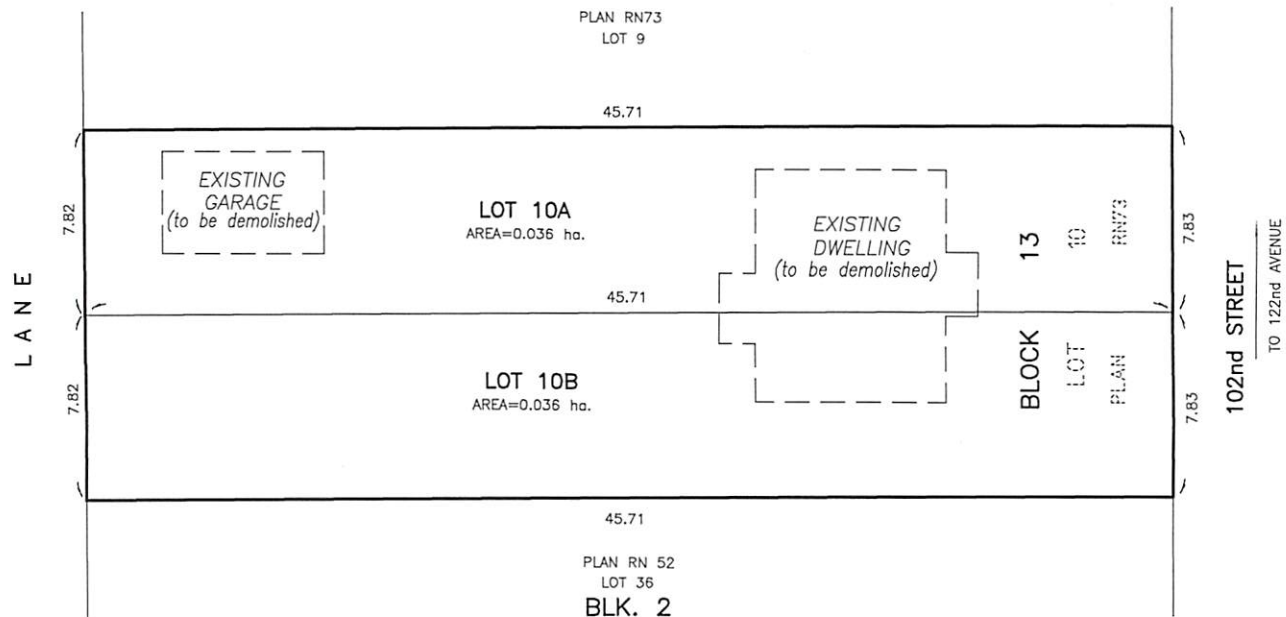 PLAN RN73
LOT 9
45.71
EXISTING
GARAGE
(to be demolished)
LOT 10A
AREA=0.036 ha.
EXISTING
DWELLING
(to be demolished)
7.82
7.83
45.71
LANE
BLOCK 13
LOT 10
PLAN RN73
102nd STREET
TO 122nd AVENUE
LOT 10B
AREA=0.036 ha.
7.82
7.83
45.71
PLAN RN 52
LOT 36
BLK. 2